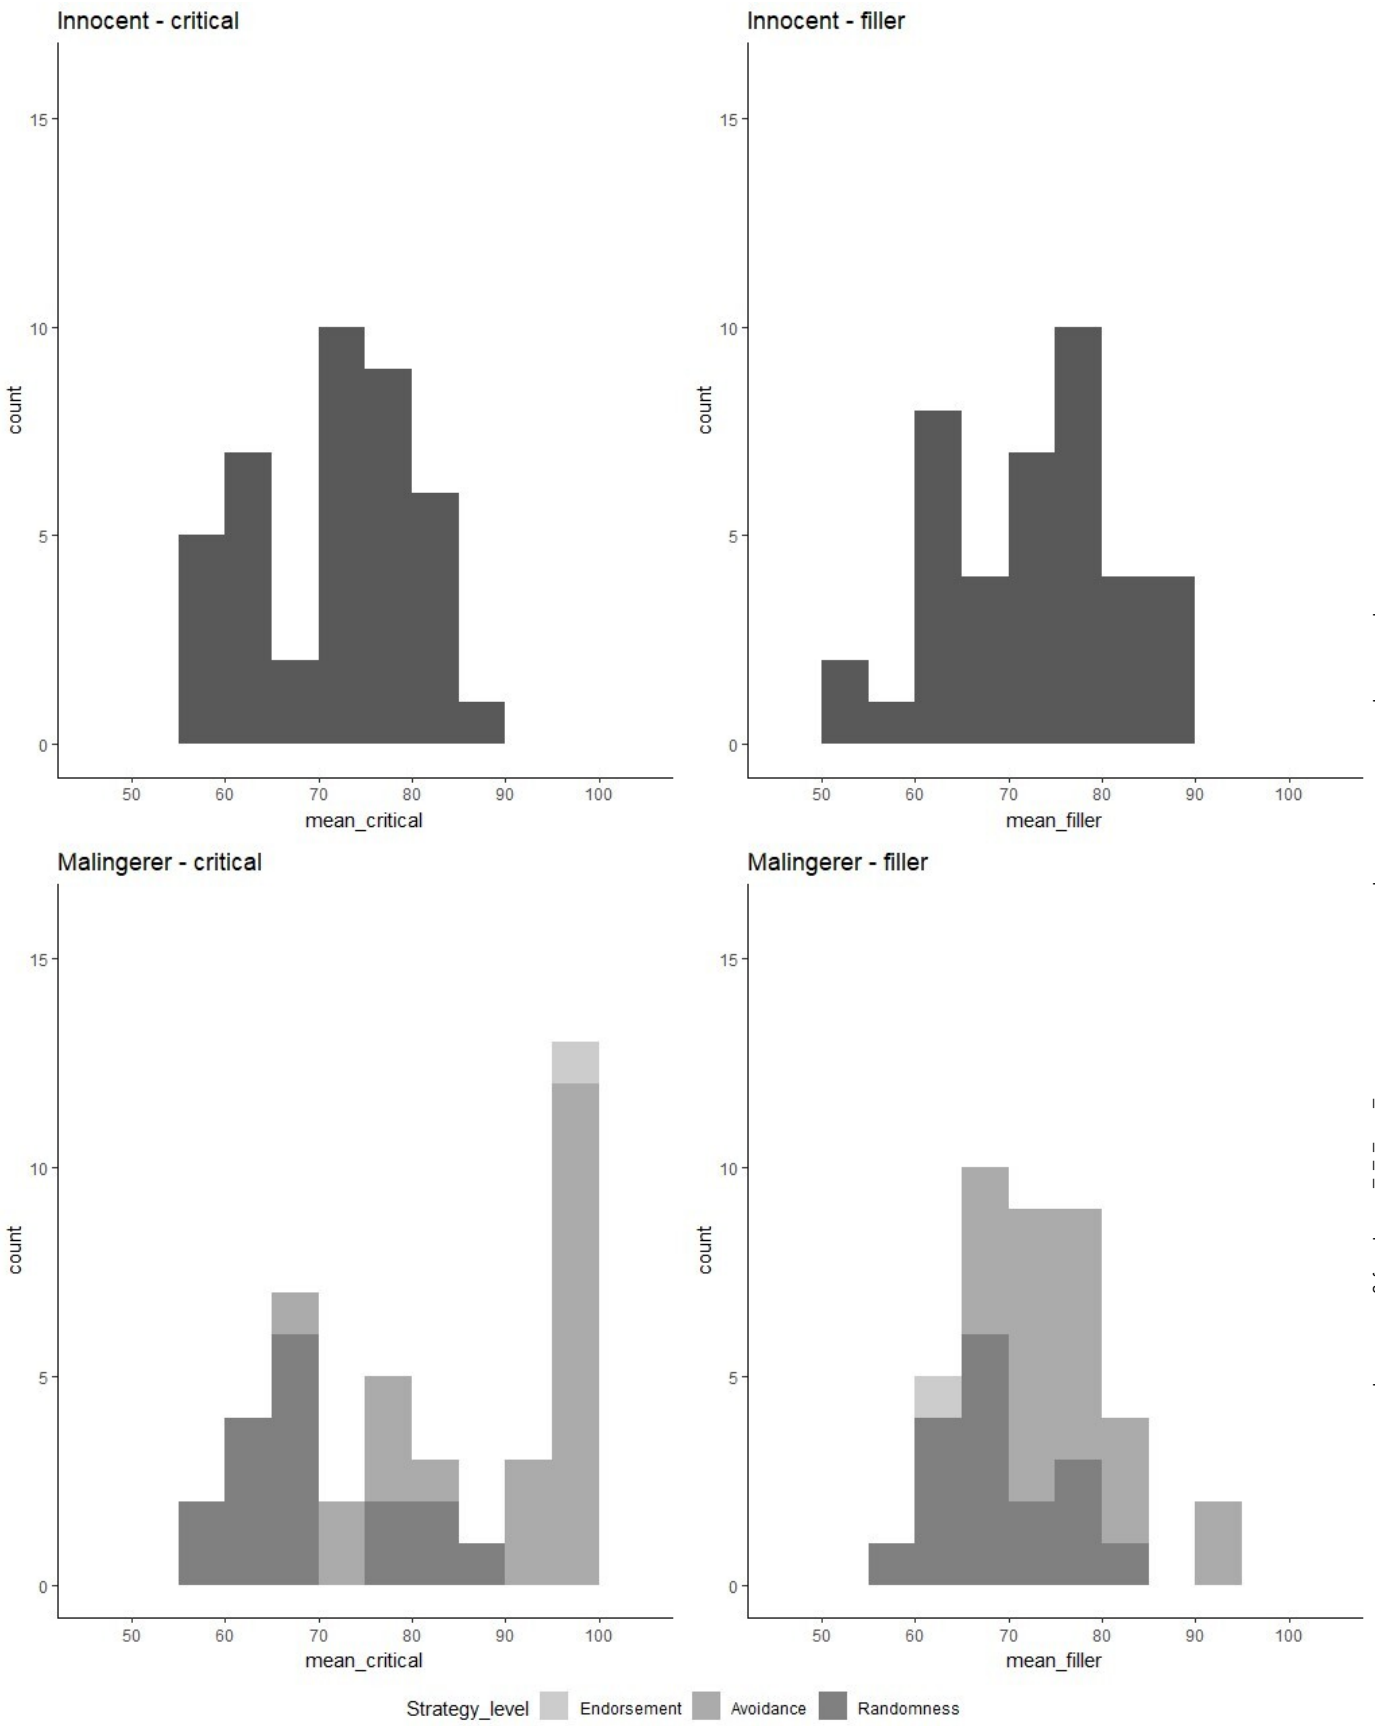 Innocent - critical
15
10
5
0
count
50 60 70 80 90 100
mean_critical
Innocent - filler
15
10
5
0
count
50 60 70 80 90 100
mean_filler
Malingerer - critical
15
10
5
0
count
50 60 70 80 90 100
mean_critical
Malingerer - filler
15
10
5
0
count
50 60 70 80 90 100
mean_filler
Strategy_level Endorsement Avoidance Randomness